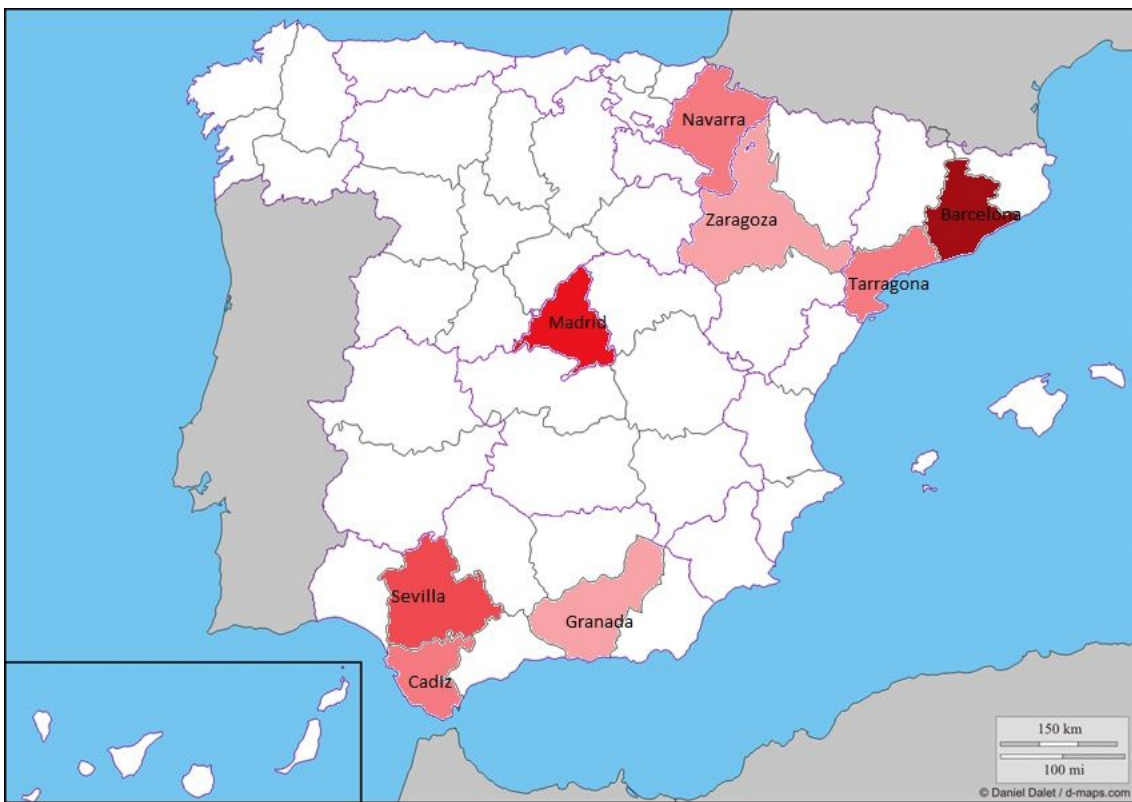 Navarra
Zaragoza
Barcelona
Tarragona
Madrid
Sevilla
Granada
Cadiz
150 km
100 mi
© Daniel Dalet / d-maps.com